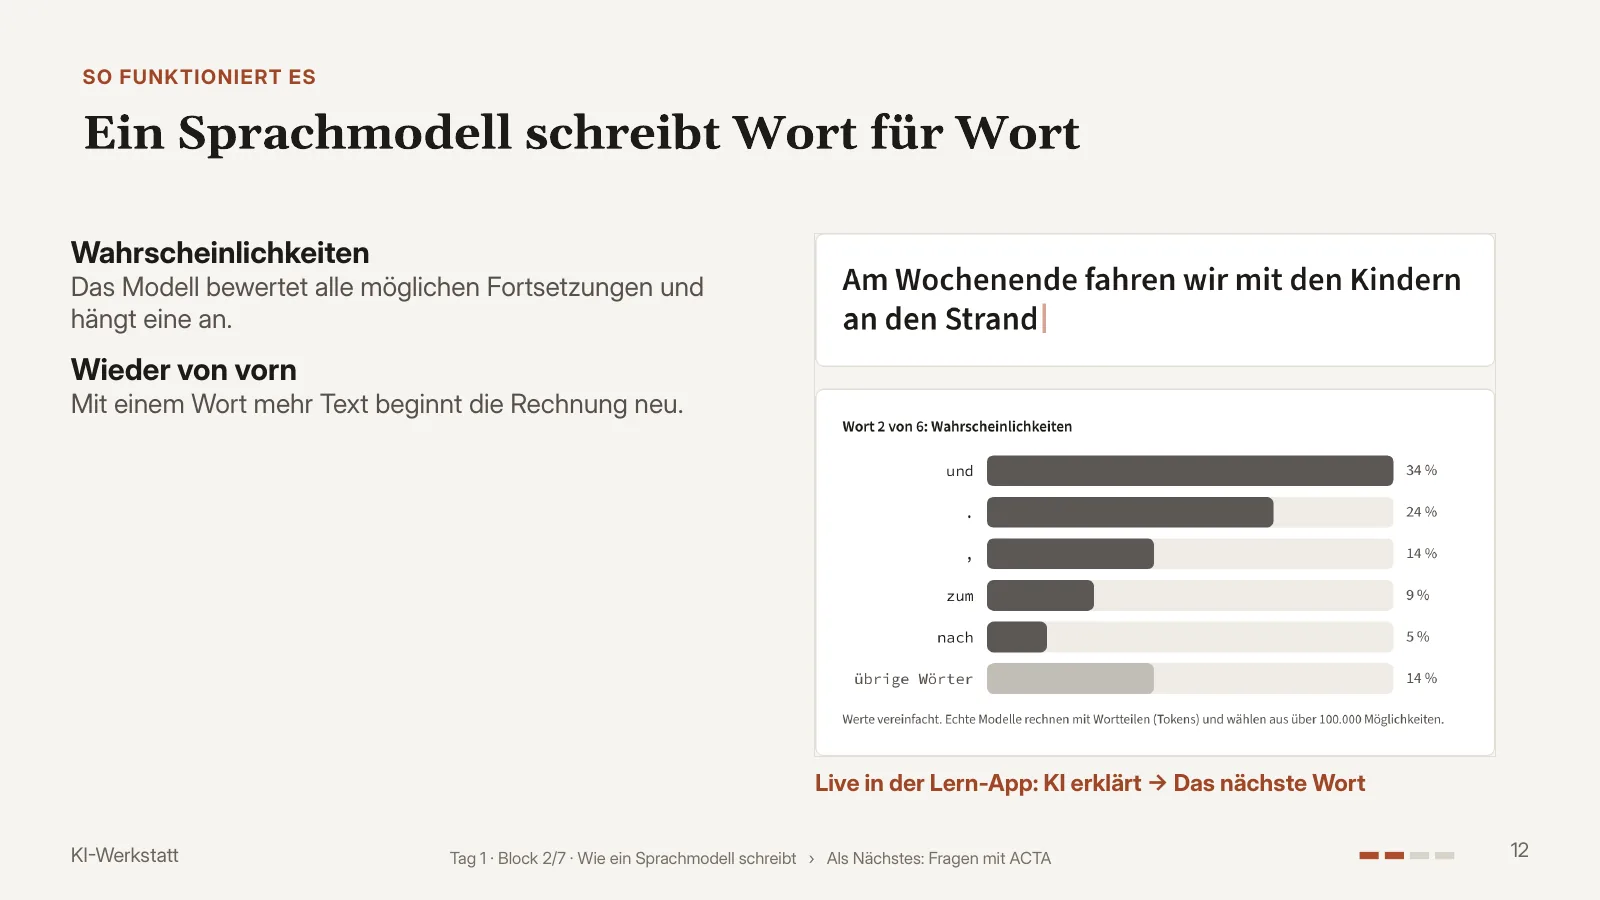 SO FUNKTIONIERT ES
Ein Sprachmodell schreibt Wort für Wort
Wahrscheinlichkeiten
Das Modell bewertet alle möglichen Fortsetzungen und
hängt eine an.
Wieder von vorn
Mit einem Wort mehr Text beginnt die Rechnung neu.
Am Wochenende fahren wir mit den Kindern
an den Strand
Wort 2 von 6: Wahrscheinlichkeiten
und 34 %
. 24 %
, 14 %
zum 9 %
nach 5 %
übrige Wörter 14 %
Werte vereinfacht. Echte Modelle rechnen mit Wortteilen (Tokens) und wählen aus über 100.000 Möglichkeiten.
Live in der Lern-App: KI erklärt → Das nächste Wort
KI-Werkstatt
Tag 1 · Block 2/7 · Wie ein Sprachmodell schreibt › Als Nächstes: Fragen mit ACTA
12